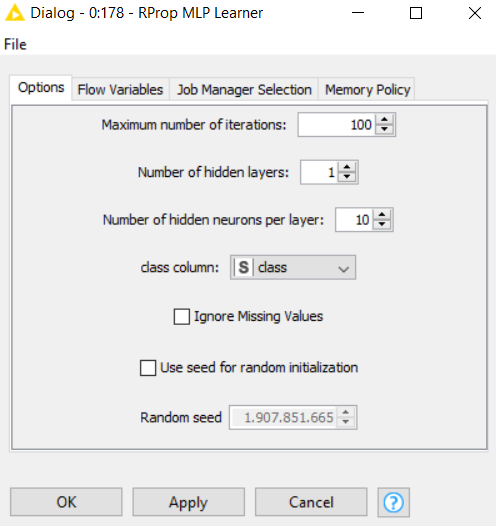 Dialog - 0:178 - RProp MLP Learner
File
Options Flow Variables Job Manager Selection Memory Policy
Maximum number of iterations: 100
Number of hidden layers: 1
Number of hidden neurons per layer: 10
class column: S class
Ignore Missing Values
Use seed for random initialization
Random seed 1.907.851.665
OK Apply Cancel ?